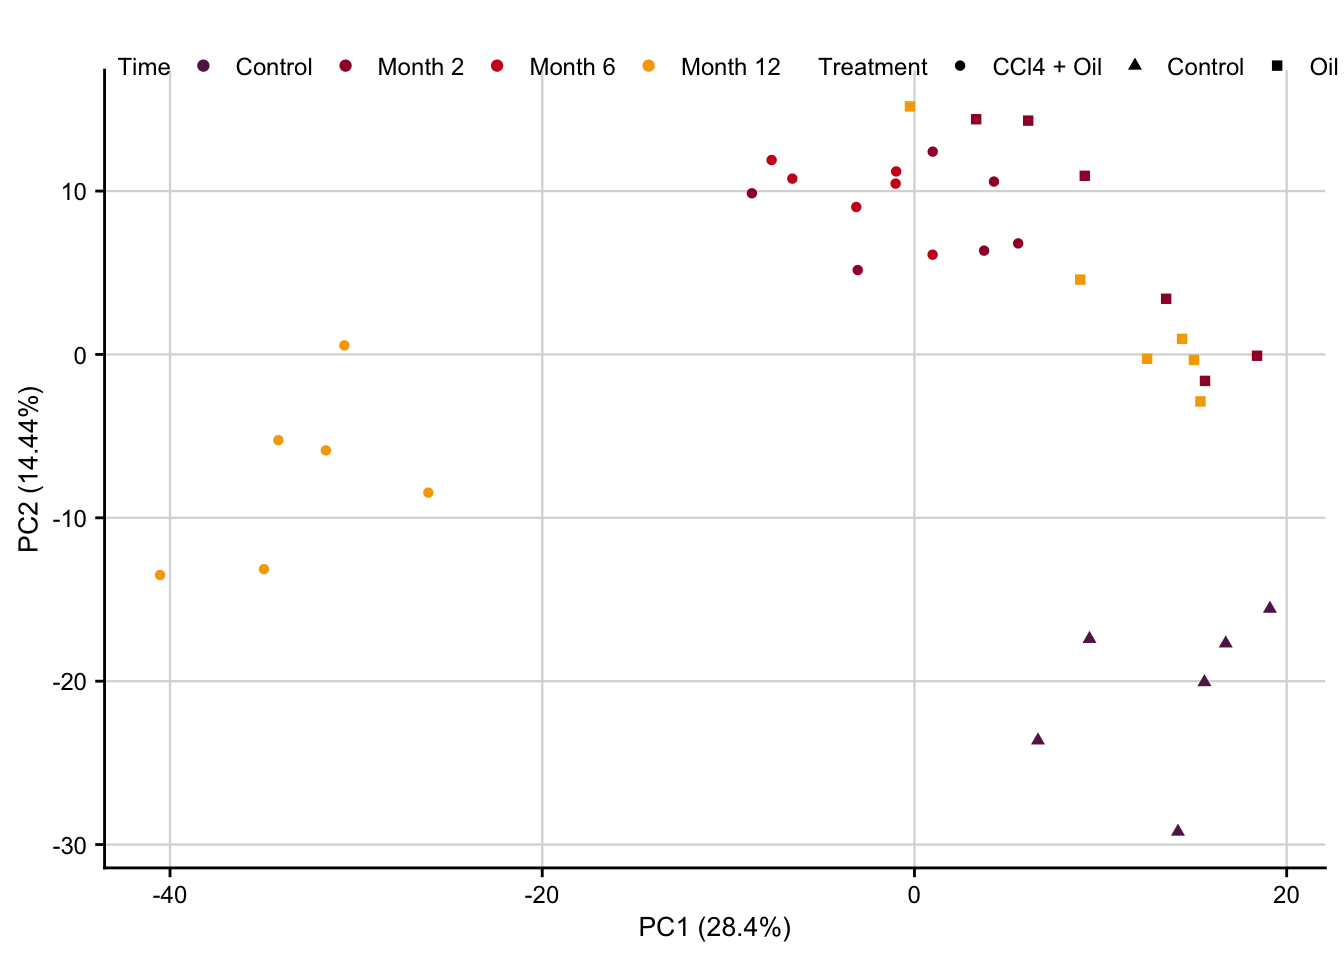 Time Control Month 2 Month 6 Month 12 Treatment CCl4 + Oil Control Oil
10
0
-10
-20
-30
PC2 (14.44%)
-40 -20 0 20
PC1 (28.4%)